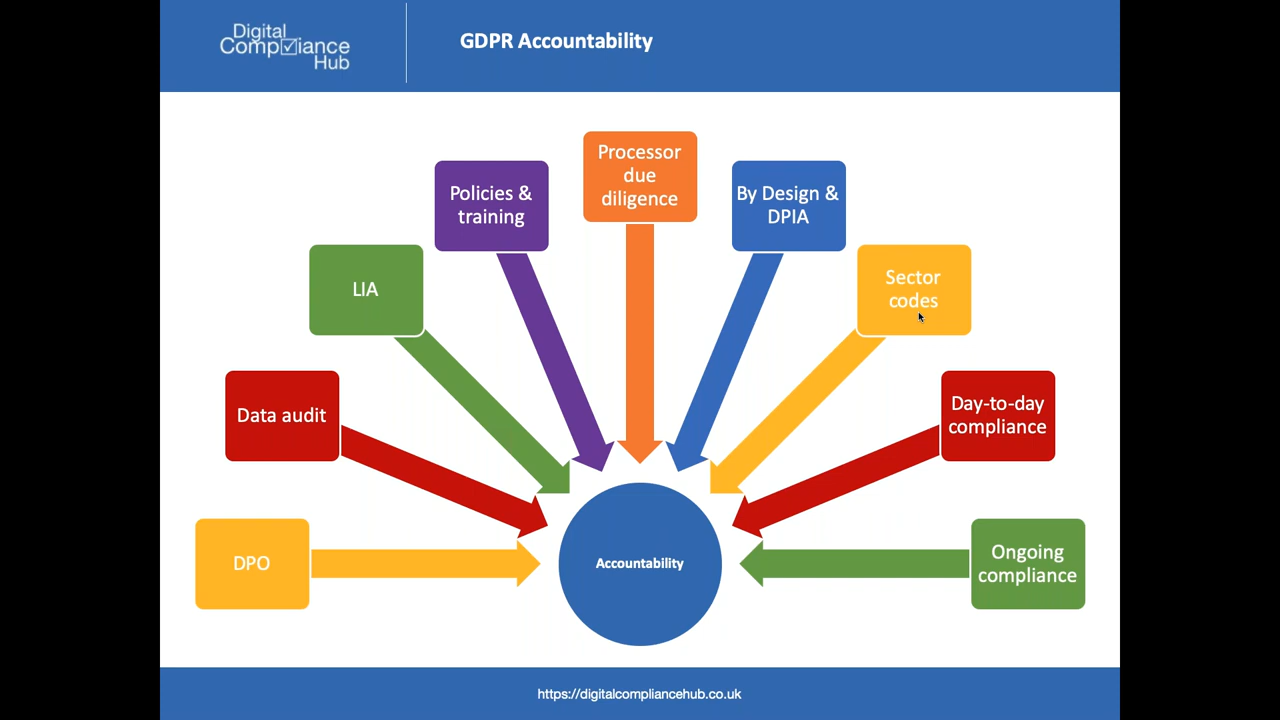 Digital
Compliance
Hub
GDPR Accountability
Processor
due
diligence
Policies &
training
By Design &
DPIA
LIA
Sector
codes
Data audit
Day-to-day
compliance
DPO
Accountability
Ongoing
compliance
https://digitalcompliancehub.co.uk